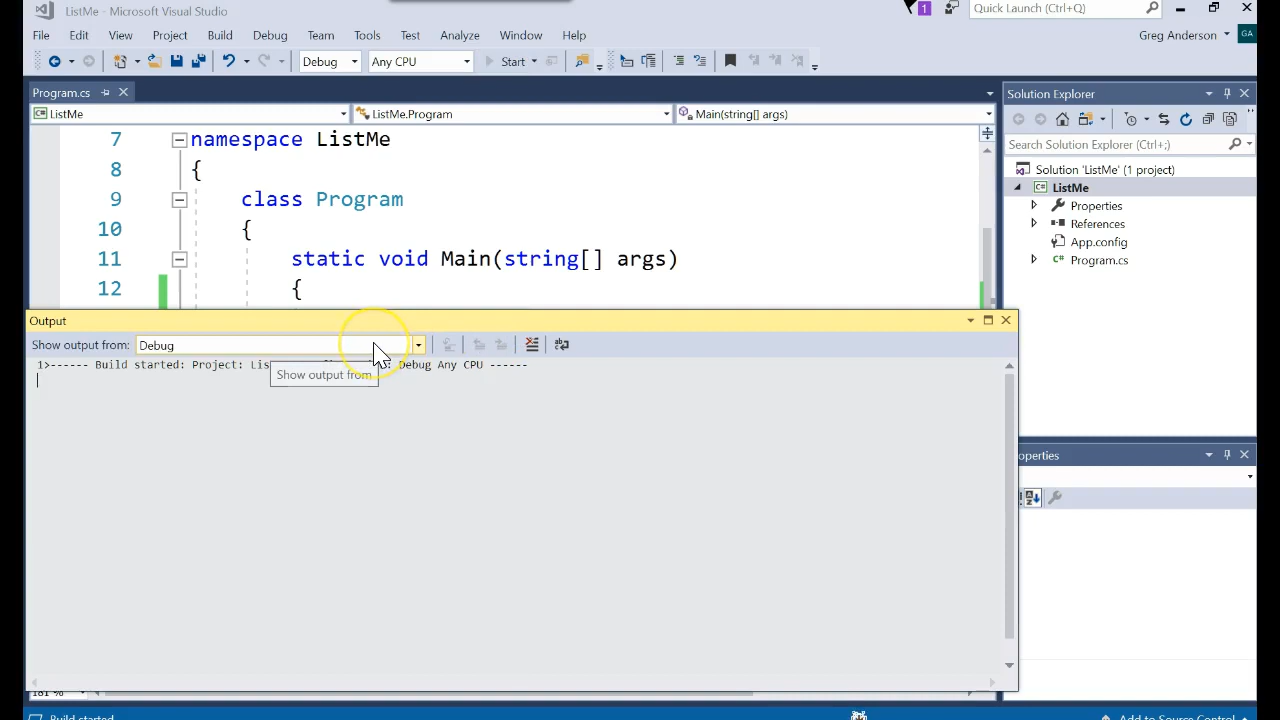 ListMe - Microsoft Visual Studio
1
Quick Launch (Ctrl+Q)
File Edit View Project Build Debug Team Tools Test Analyze Window Help
Greg Anderson
GA
Debug
Any CPU
Start
Program.cs
ListMe
ListMe.Program
Main(string[] args)
7 namespace ListMe
8 {
9 class Program
10 {
11 static void Main(string[] args)
12 {
Solution Explorer
Search Solution Explorer (Ctrl+;)
Solution 'ListMe' (1 project)
ListMe
Properties
References
App.config
Program.cs
Output
Show output from: Debug
1>------ Build started: Project: Debug Any CPU ------
Show output from
181 %
Build started
Add to Source Control